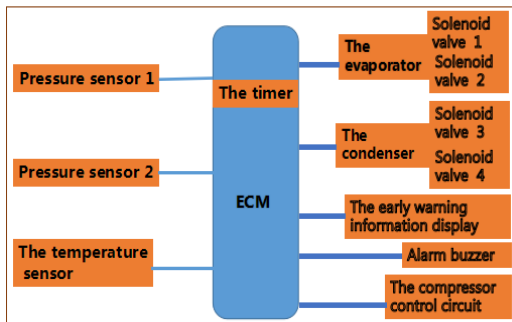 Pressure sensor 1
Pressure sensor 2
The temperature
sensor
The timer
ECM
The
evaporator
Solenoid
valve 1
Solenoid
valve 2
The
condenser
Solenoid
valve 3
Solenoid
valve 4
The early warning
information display
Alarm buzzer
The compressor
control circuit